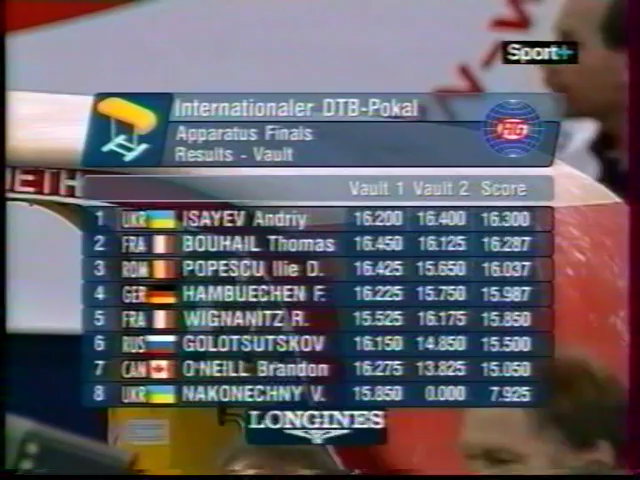 Sport+
Internationaler DTB-Pokal
Apparatus Finals
Results - Vault
FIG
ETH
Vault 1 Vault 2 Score
1 UKR ISAYEV Andriy 16.200 16.400 16.300
2 FRA BOUHAIL Thomas 16.450 16.125 16.287
3 ROM POPESCU Ilie D. 16.425 15.650 16.037
4 GER HAMBUECHEN F. 16.225 15.750 15.987
5 FRA WIGNANITZ R. 15.525 16.175 15.850
6 RUS GOLOTSUTSKOV 16.150 14.850 15.500
7 CAN O'NEILL Brandon 16.275 13.825 15.050
8 UKR NAKONECHNY V. 15.850 0.000 7.925
LONGINES